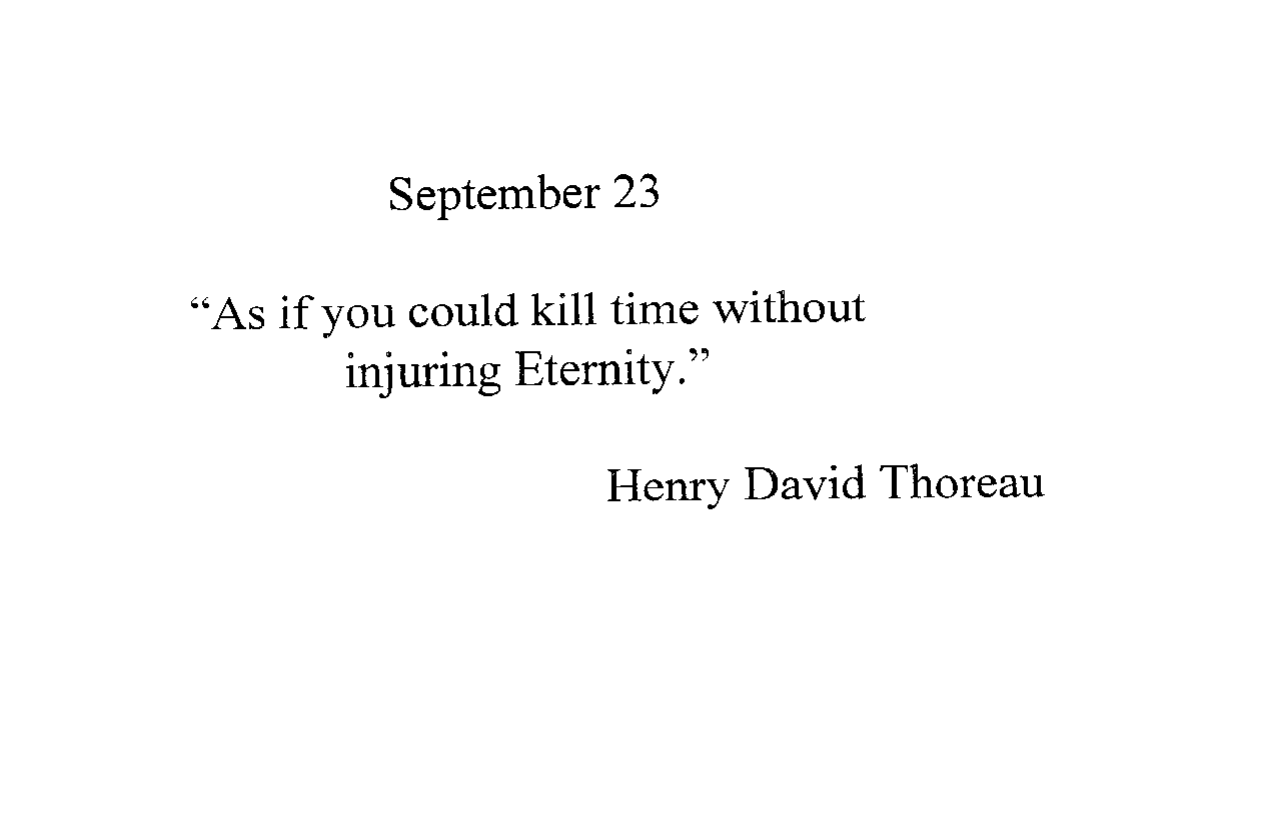 September 23
“As if you could kill time without
injuring Eternity.”
Henry David Thoreau